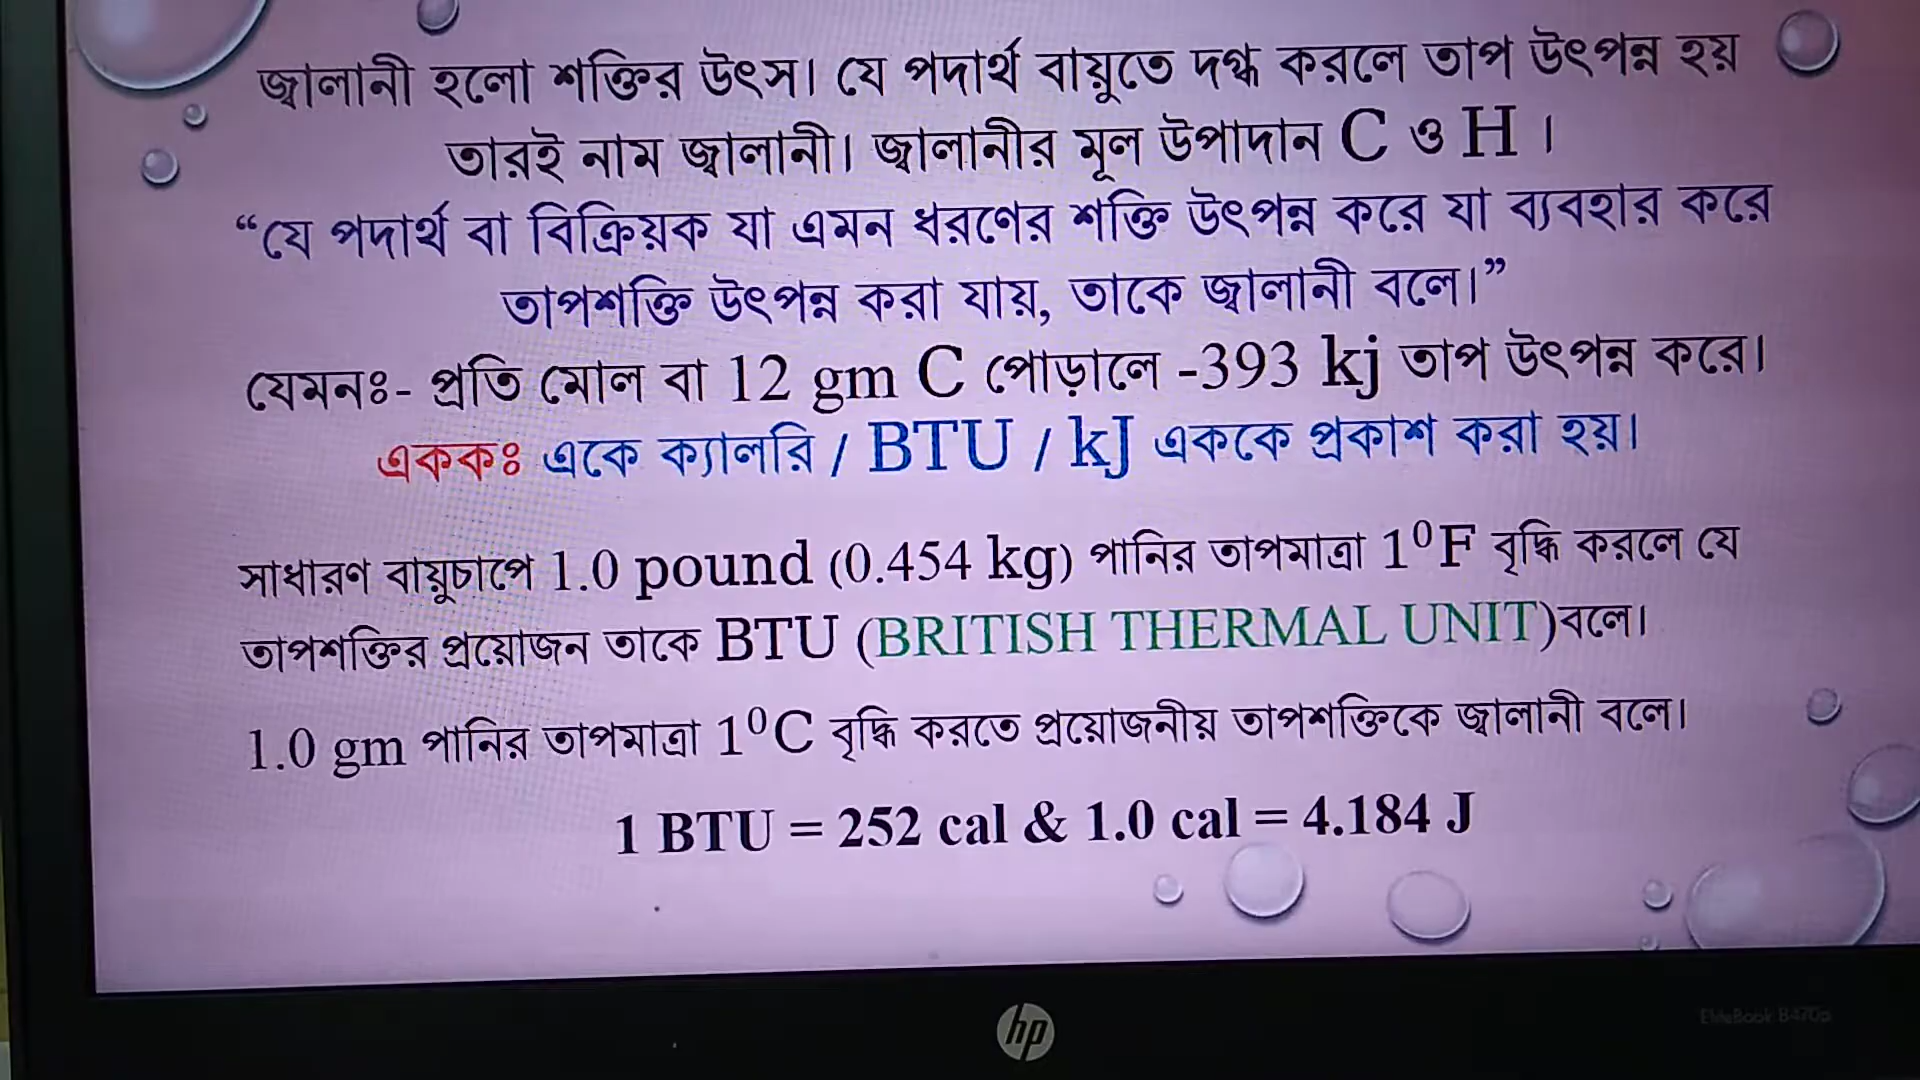 জ্বালানী হলো শক্তির উৎস। যে পদার্থ বায়ুতে দগ্ধ করলে তাপ উৎপন্ন হয়
তারই নাম জ্বালানী। জ্বালানীর মূল উপাদান C ও H ।
“যে পদার্থ বা বিক্রিয়ক যা এমন ধরণের শক্তি উৎপন্ন করে যা ব্যবহার করে
তাপশক্তি উৎপন্ন করা যায়, তাকে জ্বালানী বলে।”
যেমনঃ- প্রতি মোল বা 12 gm C পোড়ালে -393 kj তাপ উৎপন্ন করে।
এককঃ একে ক্যালরি / BTU / kJ এককে প্রকাশ করা হয়।
সাধারণ বায়ুচাপে 1.0 pound (0.454 kg) পানির তাপমাত্রা 1⁰F বৃদ্ধি করলে যে
তাপশক্তির প্রয়োজন তাকে BTU (BRITISH THERMAL UNIT)বলে।
1.0 gm পানির তাপমাত্রা 1⁰C বৃদ্ধি করতে প্রয়োজনীয় তাপশক্তিকে জ্বালানী বলে।
1 BTU = 252 cal & 1.0 cal = 4.184 J
hp